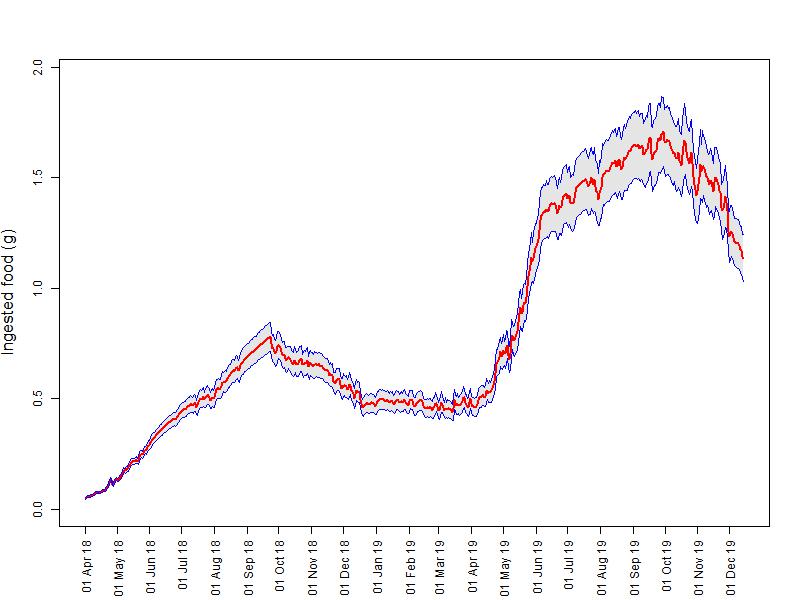 Ingested food (g)
2.0
1.5
1.0
0.5
0.0
01 Apr 18
01 May 18
01 Jun 18
01 Jul 18
01 Aug 18
01 Sep 18
01 Oct 18
01 Nov 18
01 Dec 18
01 Jan 19
01 Feb 19
01 Mar 19
01 Apr 19
01 May 19
01 Jun 19
01 Jul 19
01 Aug 19
01 Sep 19
01 Oct 19
01 Nov 19
01 Dec 19